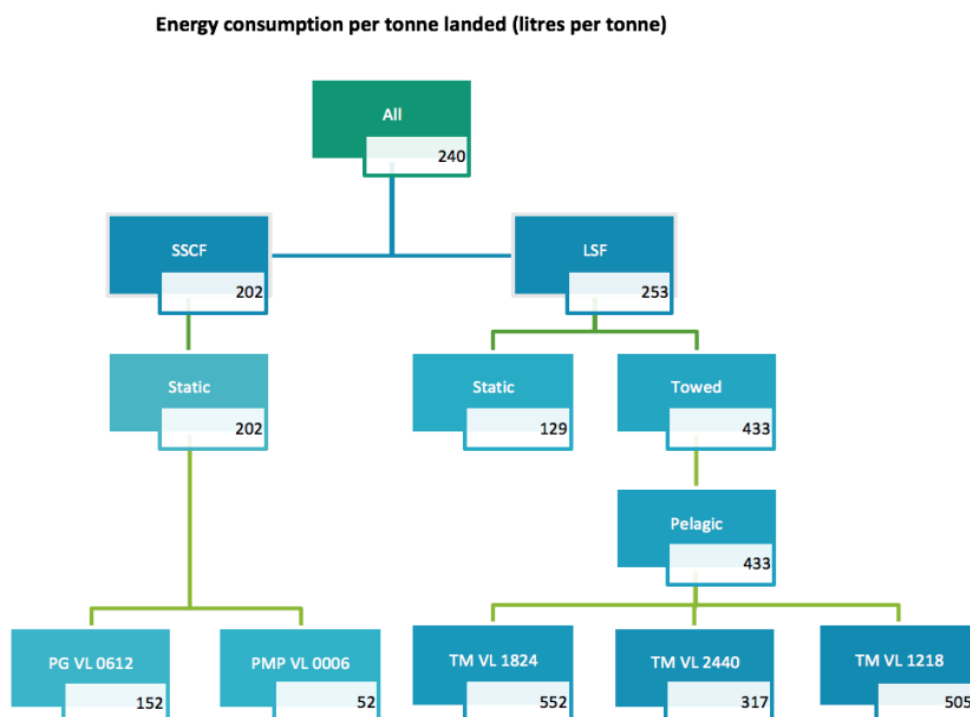 Energy consumption per tonne landed (litres per tonne)
All
240
SSCF
202
LSF
253
Static
202
Static
129
Towed
433
Pelagic
433
PG VL 0612
152
PMP VL 0006
52
TM VL 1824
552
TM VL 2440
317
TM VL 1218
505